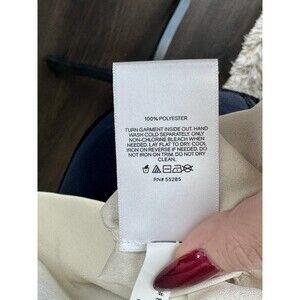 100% POLYESTER
TURN GARMENT INSIDE OUT. HAND
WASH COLD SEPARATELY. ONLY
NON-CHLORINE BLEACH WHEN
NEEDED. LAY FLAT TO DRY. COOL
IRON ON REVERSE IF NEEDED. DO
NOT IRON ON TRIM. DO NOT DRY
CLEAN.
RN# 55285